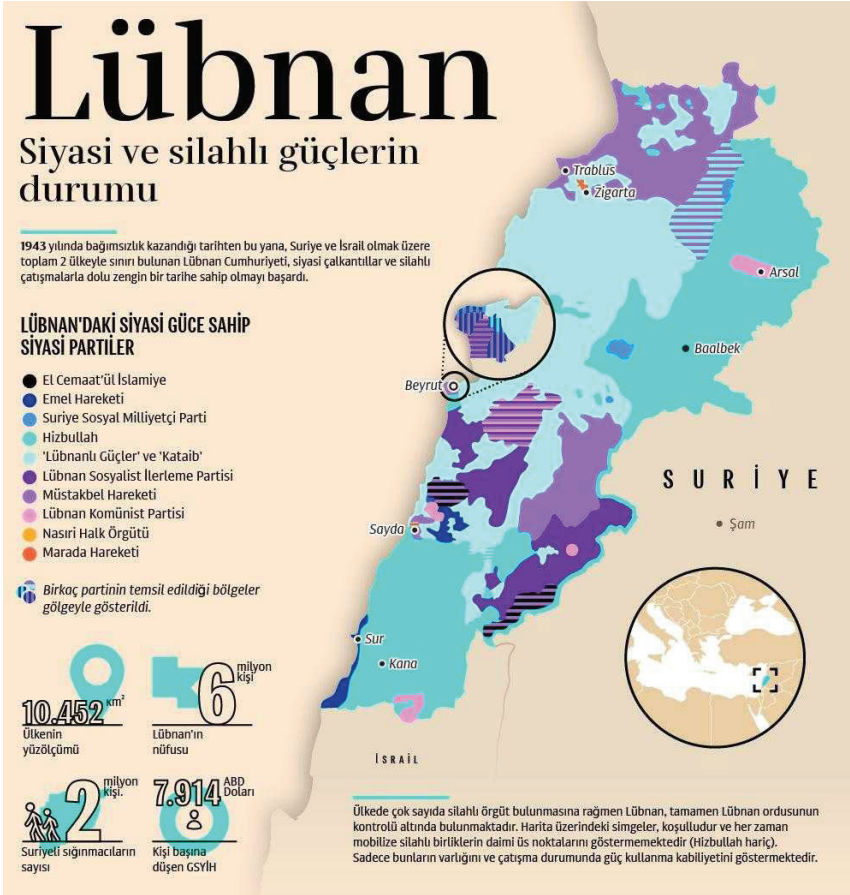 Lübnan
Siyasi ve silahlı güçlerin
durumu
1943 yılında bağımsızlık kazandığı tarihten bu yana, Suriye ve İsrail olmak üzere
toplam 2 ülkeyle sınırı bulunan Lübnan Cumhuriyeti, siyasi çalkantıllar ve silahlı
çatışmalarla dolu zengin bir tarihe sahip olmayı başardı.
LÜBNAN'DAKİ SİYASİ GÜCE SAHİP
SİYASİ PARTİLER
El Cemaat'ül İslamiye
Emel Hareketi
Suriye Sosyal Milliyetçi Parti
Hizbullah
'Lübnanlı Güçler' ve 'Kataib'
Lübnan Sosyalist İlerleme Partisi
Müstakbel Hareketi
Lübnan Komünist Partisi
Nasıri Halk Örgütü
Marada Hareketi
Birkaç partinin temsil edildiği bölgeler
gölgeyle gösterildi.
10.452 km²
Ülkenin
yüzölçümü
6 milyon
kişi
Lübnan'ın
nüfusu
2 milyon
kişi.
Suriyeli sığınmacıların
sayısı
7.914 ABD
Doları
Kişi başına
düşen GSYİH
Trablus
Zigarta
Arsal
Baalbek
Beyrut
SURİYE
Şam
Sayda
Sur
Kana
İSRAİL
Ülkede çok sayıda silahlı örgüt bulunmasına rağmen Lübnan, tamamen Lübnan ordusunun
kontrolü altında bulunmaktadır. Harita üzerindeki simgeler, koşulludur ve her zaman
mobilize silahlı birliklerin daimi üs noktalarını göstermemektedir (Hizbullah hariç).
Sadece bunların varlığını ve çatışma durumunda güç kullanma kabiliyetini göstermektedir.